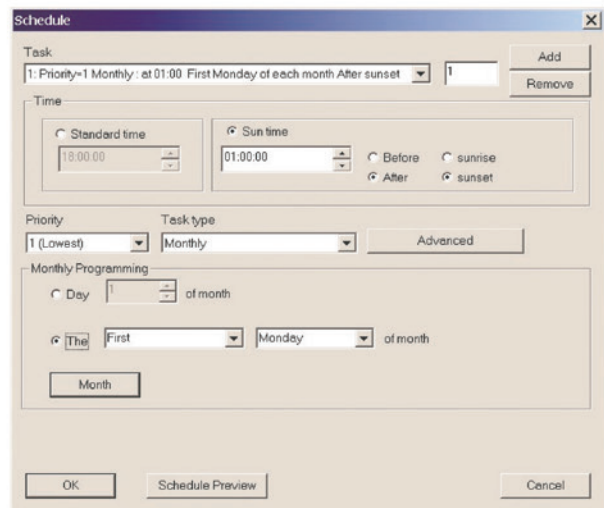 Schedule
Task
1: Priority=1 Monthly : at 01:00 First Monday of each month After sunset
1
Add
Remove
Time
Standard time
Sun time
18:00:00
01:00:00
Before
sunrise
After
sunset
Priority
Task type
1 (Lowest)
Monthly
Advanced
Monthly Programming
Day
1
of month
The
First
Monday
of month
Month
OK
Schedule Preview
Cancel